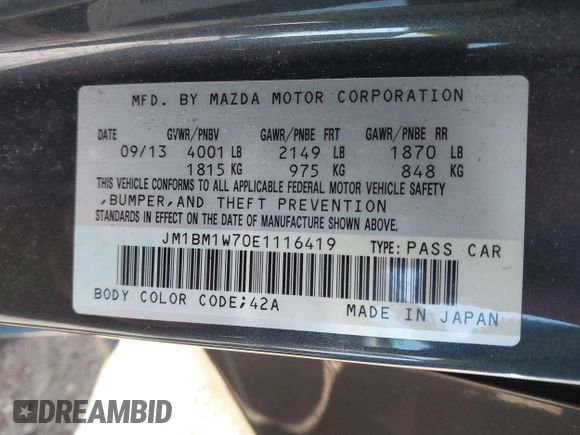 MFD. BY MAZDA MOTOR CORPORATION
DATE GVWR/PNBV GAWR/PNBE FRT GAWR/PNBE RR
09/13 4001 LB 2149 LB 1870 LB
1815 KG 975 KG 848 KG
THIS VEHICLE CONFORMS TO ALL APPLICABLE FEDERAL MOTOR VEHICLE SAFETY
,BUMPER,AND THEFT PREVENTION
STANDARDS IN EFFECT ON THE DATE OF MANUFACTURE SHOWN ABOVE.
JM1BM1W70E1116419 TYPE: PASS CAR
BODY COLOR CODE;42A MADE IN JAPAN
DREAMBID